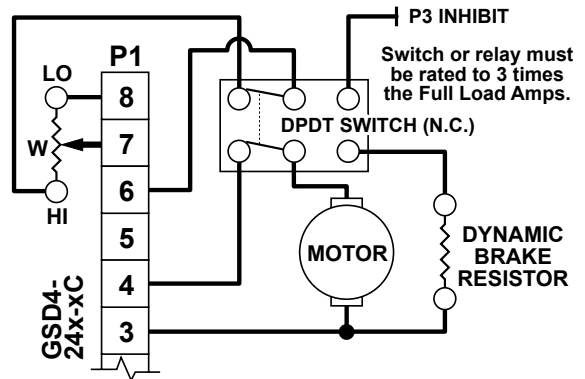 P3 INHIBIT
P1
Switch or relay must
be rated to 3 times
the Full Load Amps.
LO
8
DPDT SWITCH (N.C.)
W
7
6
HI
5
MOTOR
DYNAMIC
BRAKE
RESISTOR
4
GSD4-
24x-xC
3